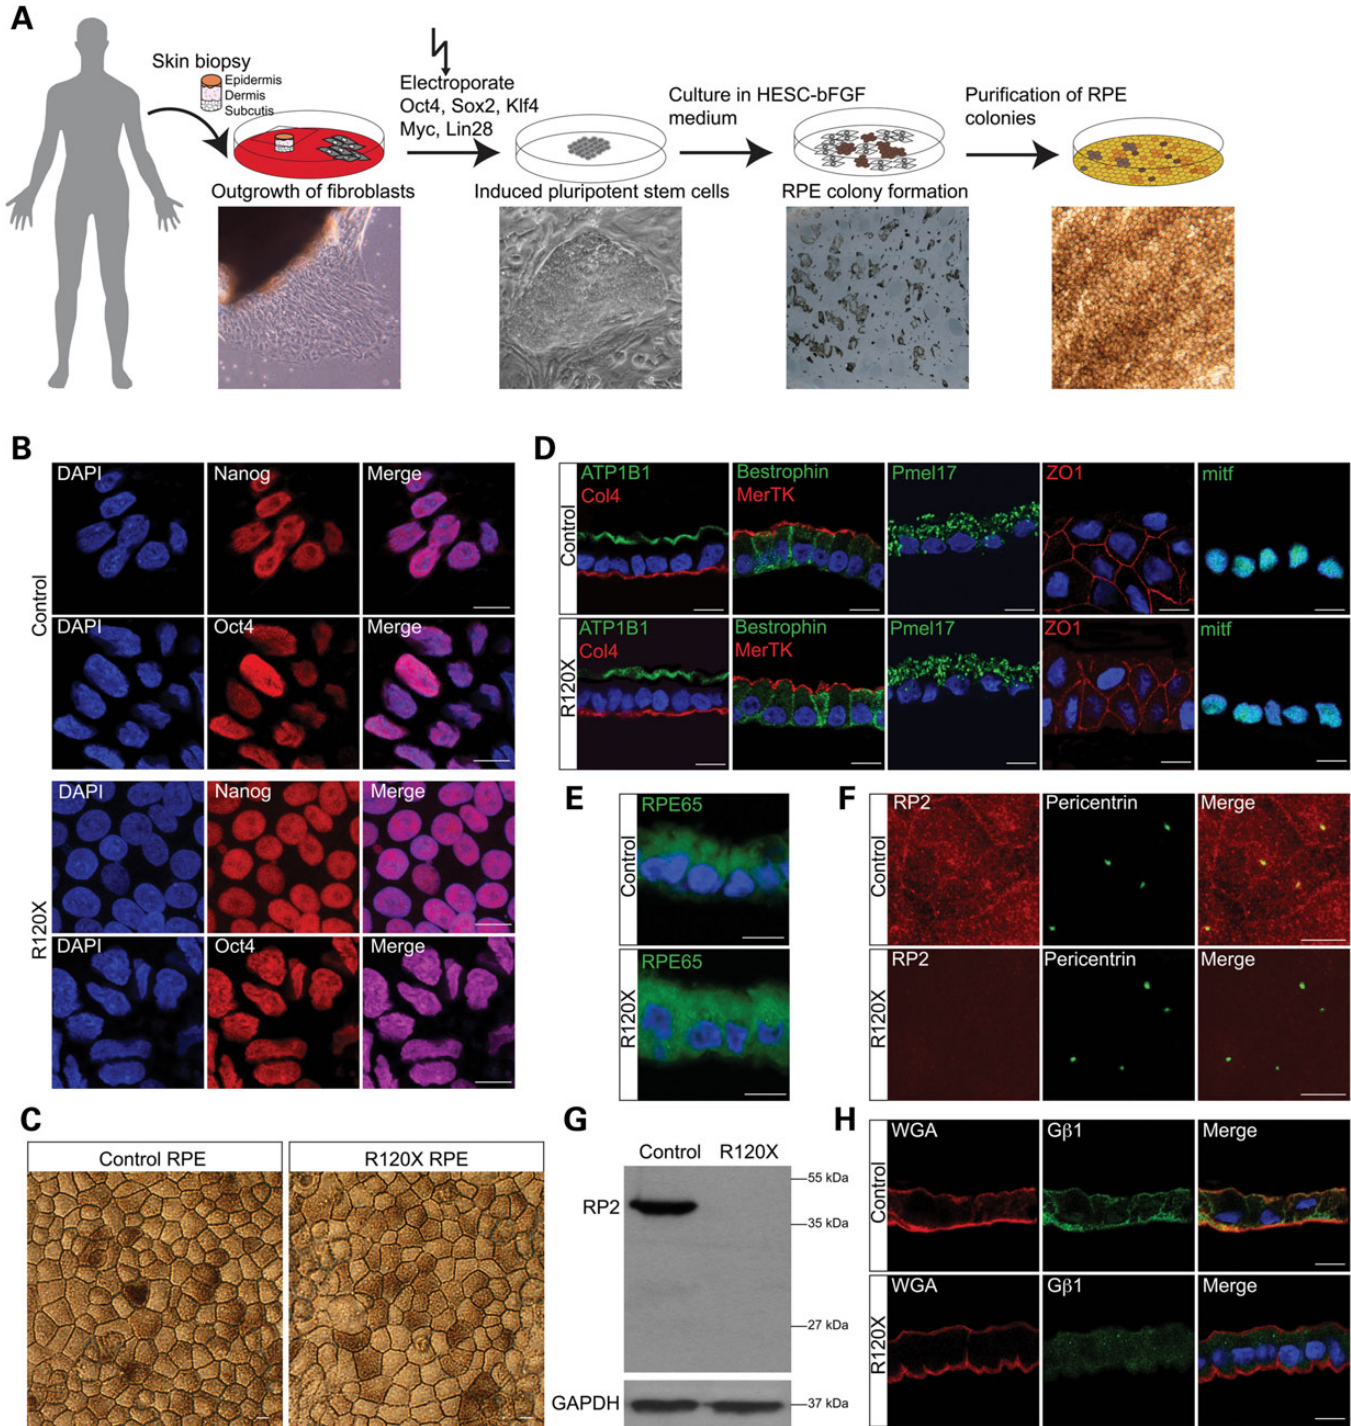 A
Skin biopsy
Epidermis
Dermis
Subcutis
Electroporate
Oct4, Sox2, Klf4
Myc, Lin28
Culture in HESC-bFGF
medium
Purification of RPE
colonies
Outgrowth of fibroblasts
Induced pluripotent stem cells
RPE colony formation
B
Control
DAPI
Nanog
Merge
DAPI
Oct4
Merge
R120X
DAPI
Nanog
Merge
DAPI
Oct4
Merge
C
Control RPE
R120X RPE
D
Control
ATP1B1
Col4
Bestrophin
MerTK
Pmel17
ZO1
mitf
R120X
ATP1B1
Col4
Bestrophin
MerTK
Pmel17
ZO1
mitf
E
Control
RPE65
R120X
RPE65
F
Control
RP2
Pericentrin
Merge
R120X
RP2
Pericentrin
Merge
G
Control R120X
55 kDa
RP2
35 kDa
27 kDa
GAPDH
37 kDa
H
Control
WGA
Gβ1
Merge
R120X
WGA
Gβ1
Merge